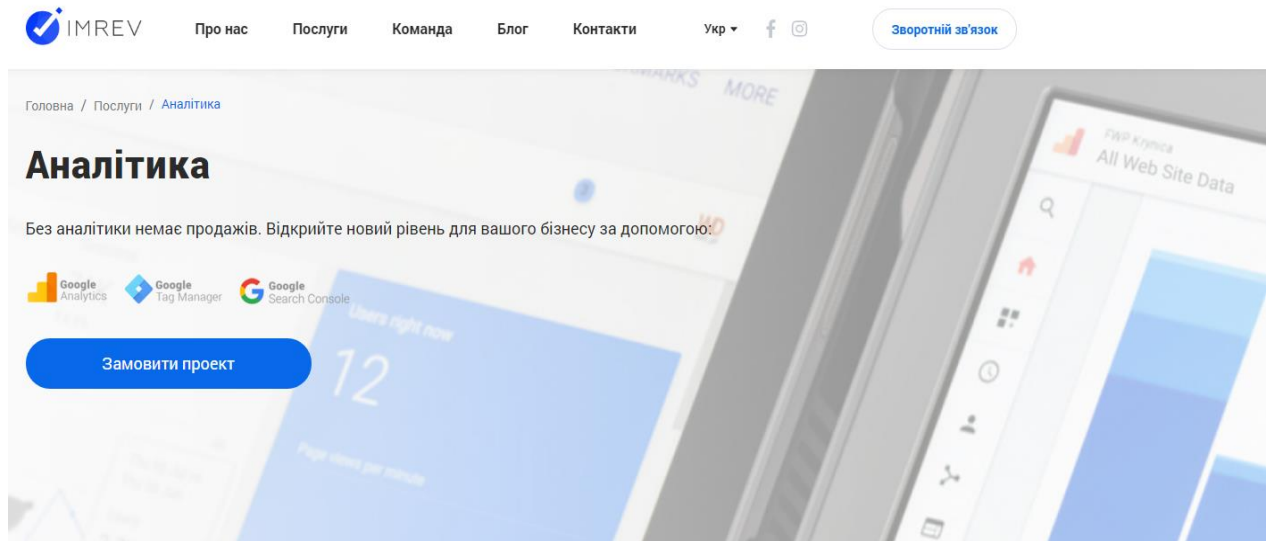 IMREV
Про нас
Послуги
Команда
Блог
Контакти
Укр
Зворотній зв'язок
Головна / Послуги / Аналітика
Аналітика
Без аналітики немає продажів. Відкрийте новий рівень для вашого бізнесу за допомогою:
Google
Analytics
Google
Tag Manager
Google
Search Console
Замовити проект
MORE
FWP Krynica
All Web Site Data
Users right now
12
Page views per minute